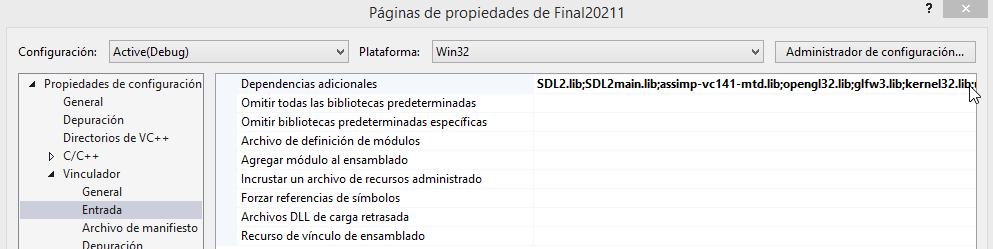 Páginas de propiedades de Final20211
?
Configuración: Active(Debug) Plataforma: Win32 Administrador de configuración...
Propiedades de configuración
General
Depuración
Directorios de VC++
C/C++
Vinculador
General
Entrada
Archivo de manifiesto
Depuración
Dependencias adicionales SDL2.lib;SDL2main.lib;assimp-vc141-mtd.lib;opengl32.lib;glfw3.lib;kernel32.lib;
Omitir todas las bibliotecas predeterminadas
Omitir bibliotecas predeterminadas específicas
Archivo de definición de módulos
Agregar módulo al ensamblado
Incrustar un archivo de recursos administrado
Forzar referencias de símbolos
Archivos DLL de carga retrasada
Recurso de vínculo de ensamblado